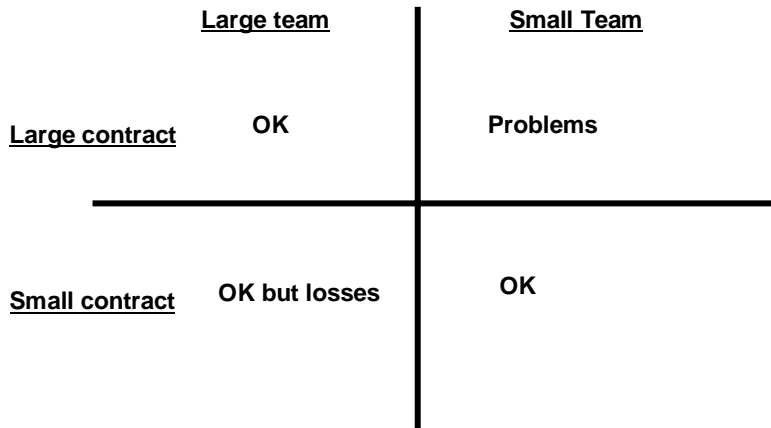 Large team
Small Team
Large contract
OK
Problems
Small contract
OK but losses
OK